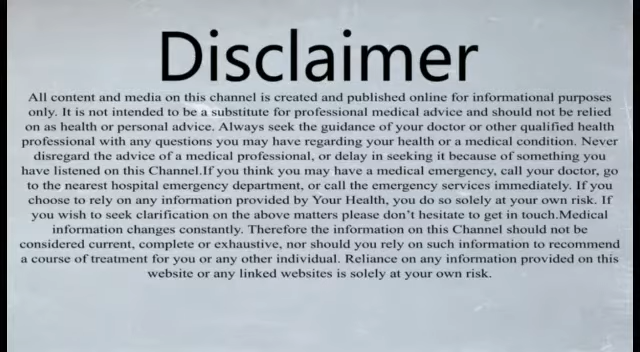 Disclaimer
All content and media on this channel is created and published online for informational purposes
only. It is not intended to be a substitute for professional medical advice and should not be relied
on as health or personal advice. Always seek the guidance of your doctor or other qualified health
professional with any questions you may have regarding your health or a medical condition. Never
disregard the advice of a medical professional, or delay in seeking it because of something you
have listened on this Channel.If you think you may have a medical emergency, call your doctor, go
to the nearest hospital emergency department, or call the emergency services immediately. If you
choose to rely on any information provided by Your Health, you do so solely at your own risk. If
you wish to seek clarification on the above matters please don't hesitate to get in touch.Medical
information changes constantly. Therefore the information on this Channel should not be
considered current, complete or exhaustive, nor should you rely on such information to recommend
a course of treatment for you or any other individual. Reliance on any information provided on this
website or any linked websites is solely at your own risk.